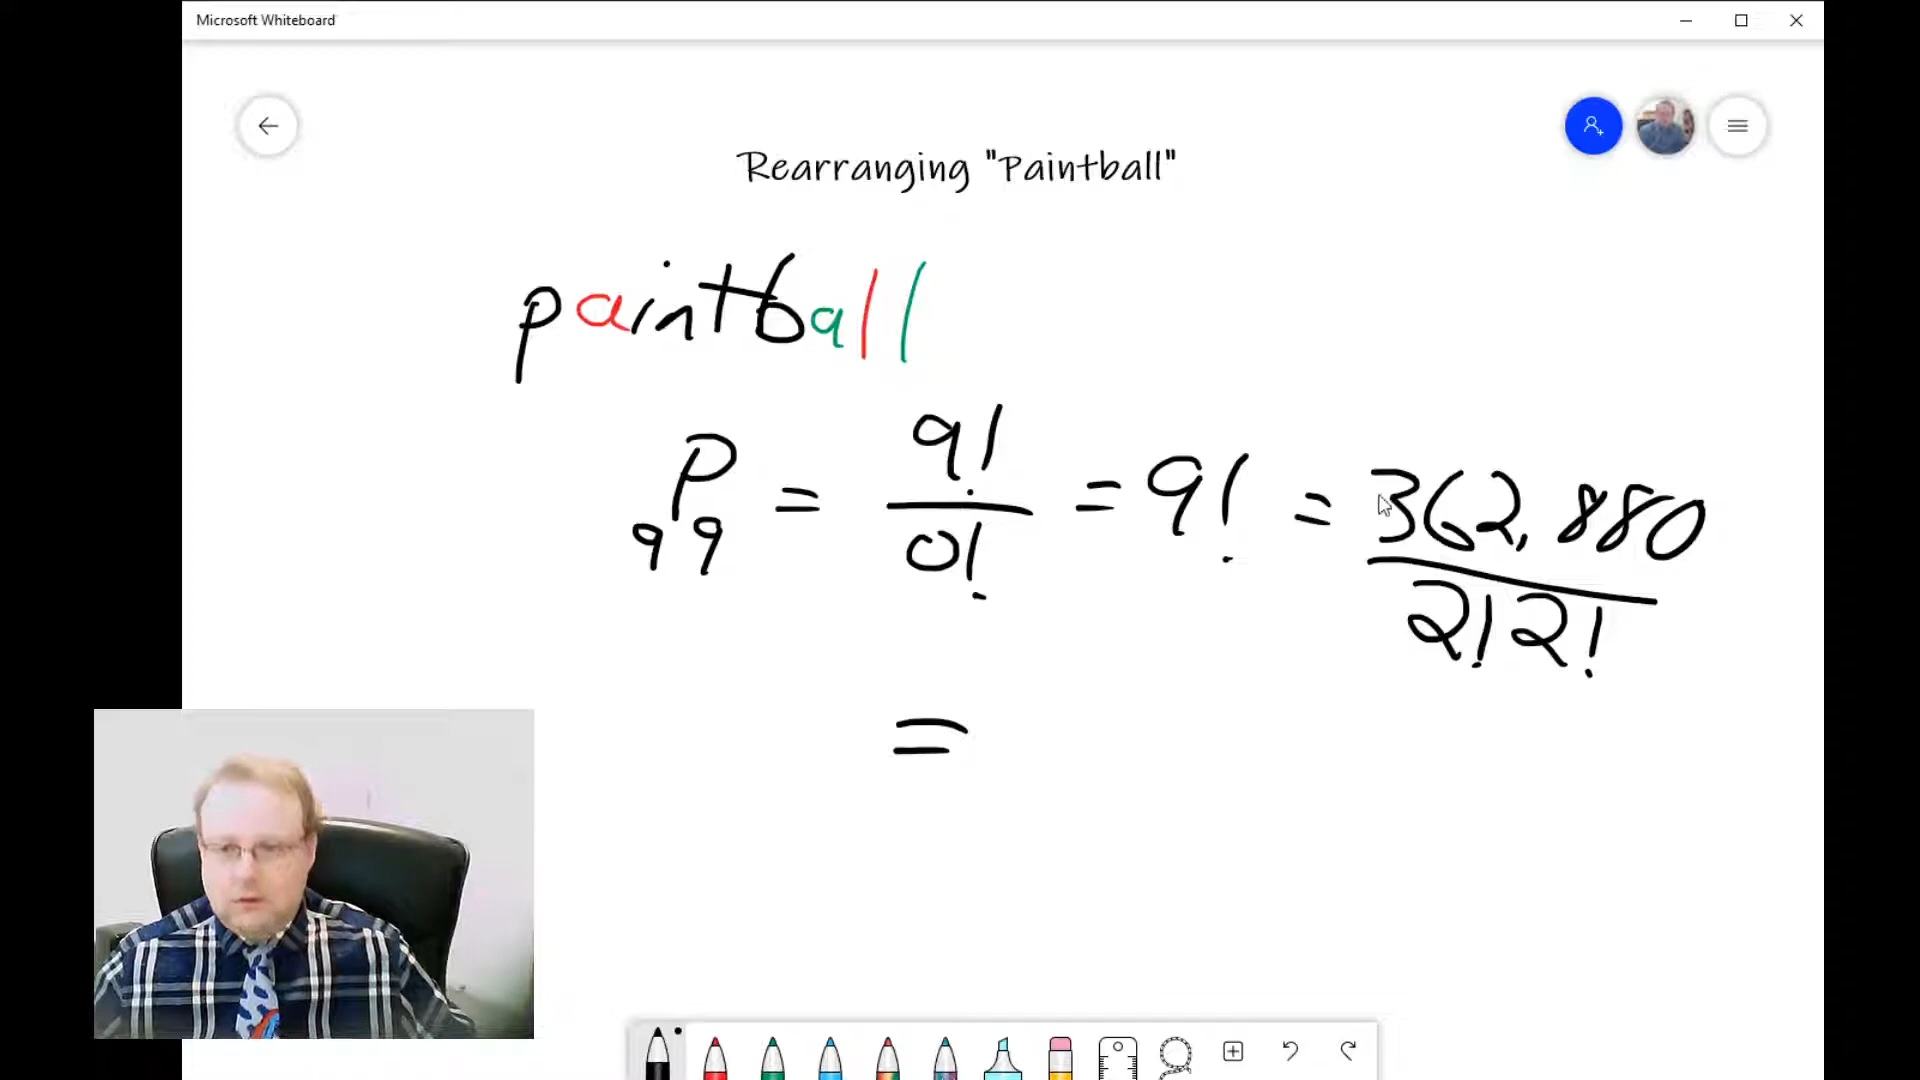 Microsoft Whiteboard
Rearranging "Paintball"
paintball
₉P₉ = 9!/0! = 9! = 362,880/2!2!
=